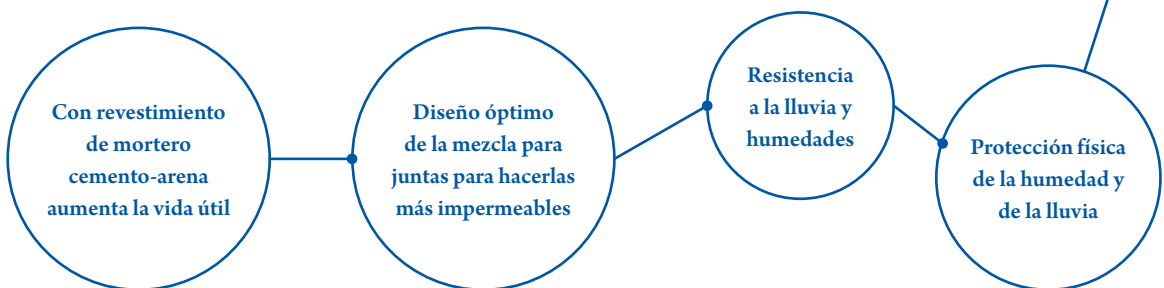 Con revestimiento
de mortero
cemento-arena
aumenta la vida útil
Diseño óptimo
de la mezcla para
juntas para hacerlas
más impermeables
Resistencia
a la lluvia y
humedades
Protección física
de la humedad y
de la lluvia